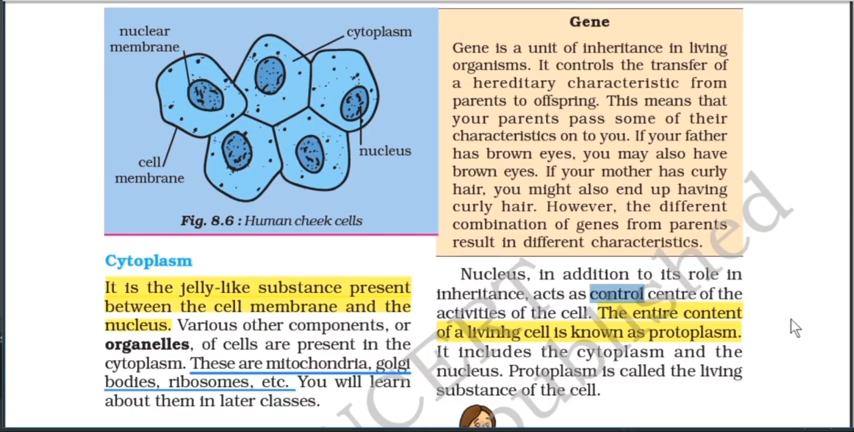 nuclear
membrane
cytoplasm
cell
membrane
nucleus
Fig. 8.6 : Human cheek cells
Cytoplasm
It is the jelly-like substance present
between the cell membrane and the
nucleus. Various other components, or
organelles, of cells are present in the
cytoplasm. These are mitochondria, golgi
bodies, ribosomes, etc. You will learn
about them in later classes.
Gene
Gene is a unit of inheritance in living
organisms. It controls the transfer of
a hereditary characteristic from
parents to offspring. This means that
your parents pass some of their
characteristics on to you. If your father
has brown eyes, you may also have
brown eyes. If your mother has curly
hair, you might also end up having
curly hair. However, the different
combination of genes from parents
result in different characteristics.
Nucleus, in addition to its role in
inheritance, acts as control centre of the
activities of the cell. The entire content
of a living cell is known as protoplasm.
It includes the cytoplasm and the
nucleus. Protoplasm is called the living
substance of the cell.
NCERT
published